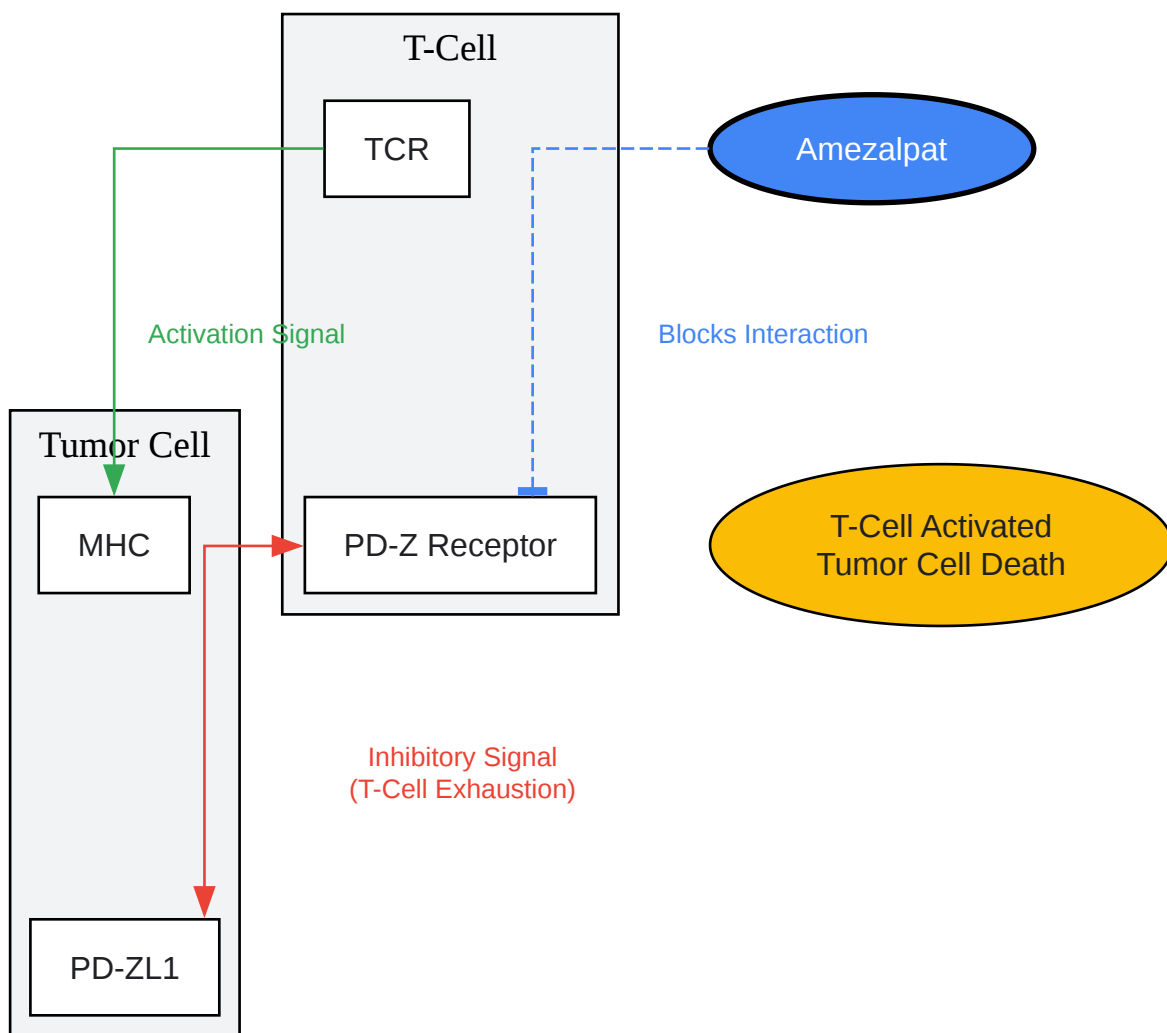 T-Cell
TCR
Amezalpat
Activation Signal
Blocks Interaction
Tumor Cell
MHC
PD-Z Receptor
T-Cell Activated
Tumor Cell Death
Inhibitory Signal
(T-Cell Exhaustion)
PD-ZL1